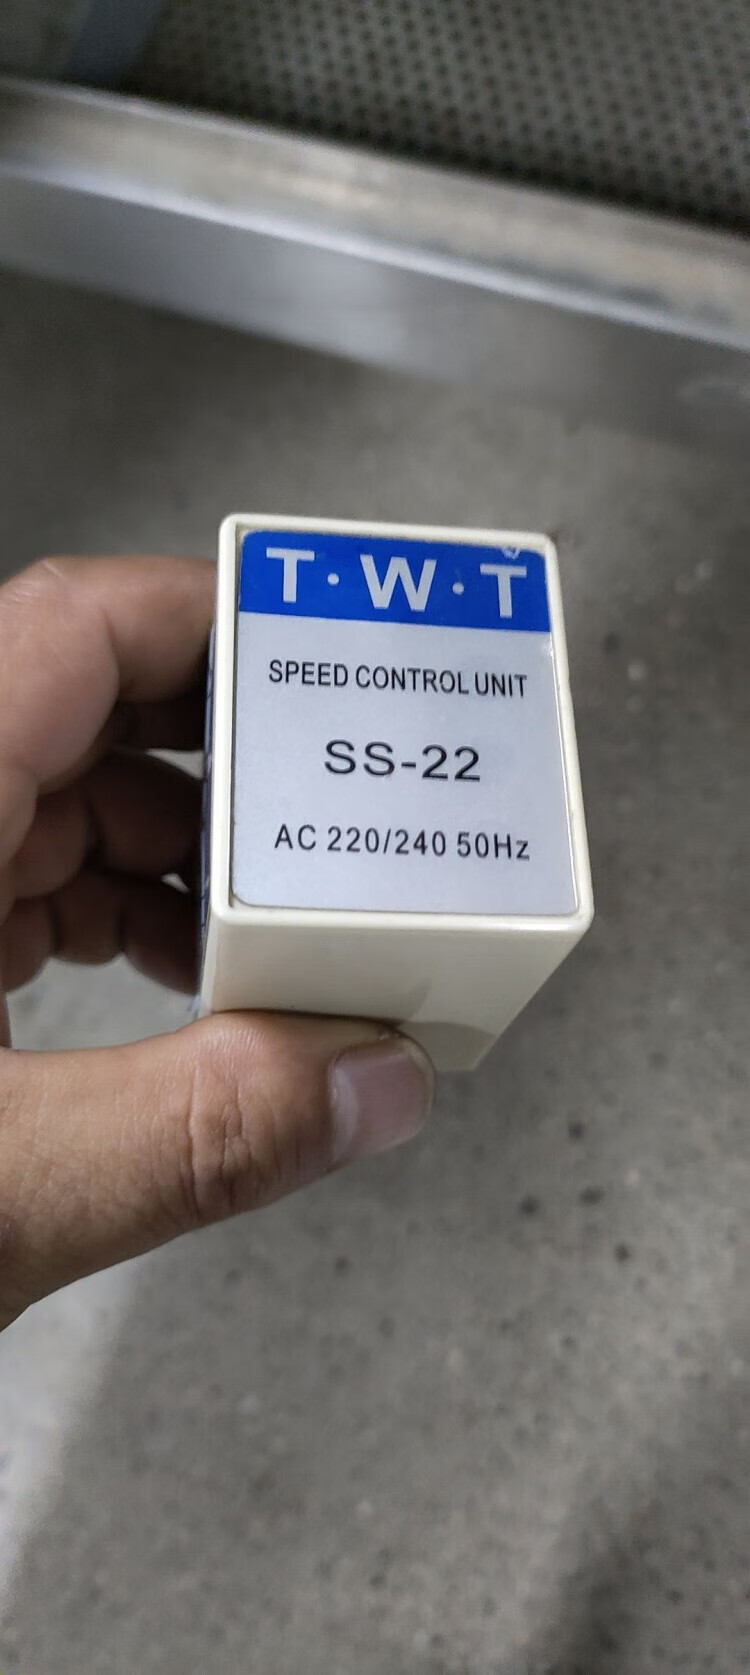 T·W·T
SPEED CONTROL UNIT
SS-22
AC 220/240 50Hz